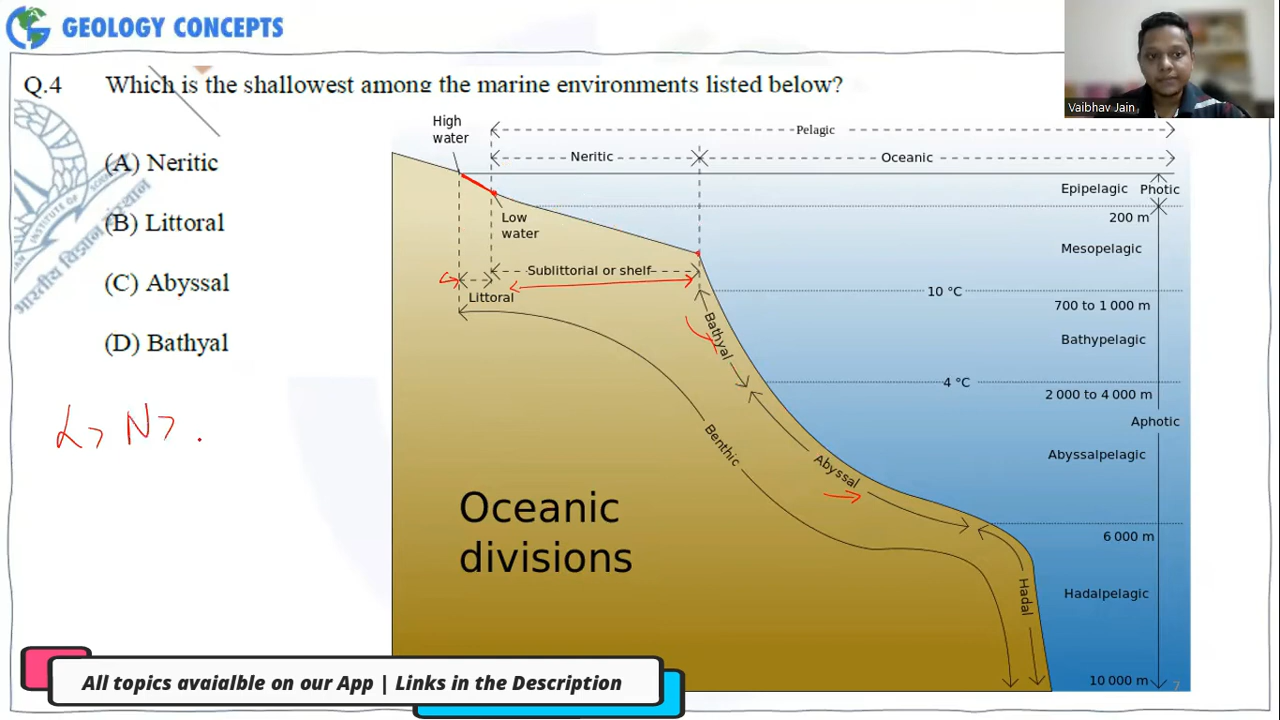 GEOLOGY CONCEPTS
Q.4 Which is the shallowest among the marine environments listed below?
Vaibhav Jain
(A) Neritic
(B) Littoral
(C) Abyssal
(D) Bathyal
L> N> .
High
water
Pelagic
Neritic
Oceanic
Epipelagic Photic
200 m
Low
water
Mesopelagic
Sublittorial or shelf
Littoral
10 °C
700 to 1 000 m
Bathyal
Bathypelagic
4 °C
2 000 to 4 000 m
Aphotic
Benthic
Abyssal
Abyssalpelagic
Oceanic
divisions
6 000 m
Hadal
Hadalpelagic
10 000 m
7
All topics avaialble on our App | Links in the Description
भारतीय विज्ञान संस्थान